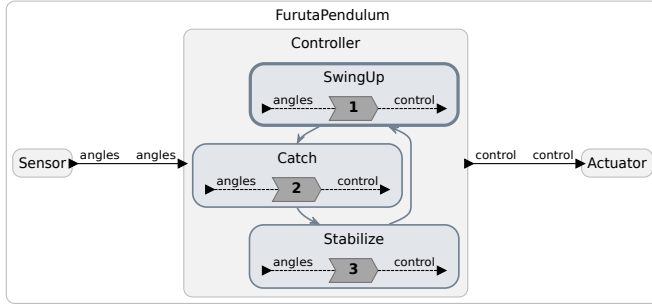 FurutaPendulum
Controller
SwingUp
angles 1 control
Sensor angles angles
Catch
angles 2 control
control control Actuator
Stabilize
angles 3 control